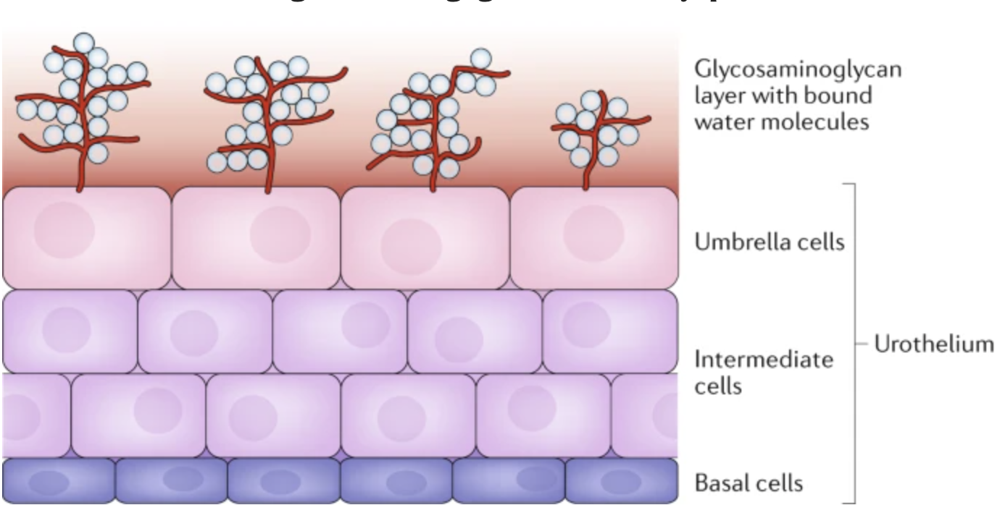 Glycosaminoglycan
layer with bound
water molecules
Umbrella cells
Intermediate
cells
Urothelium
Basal cells